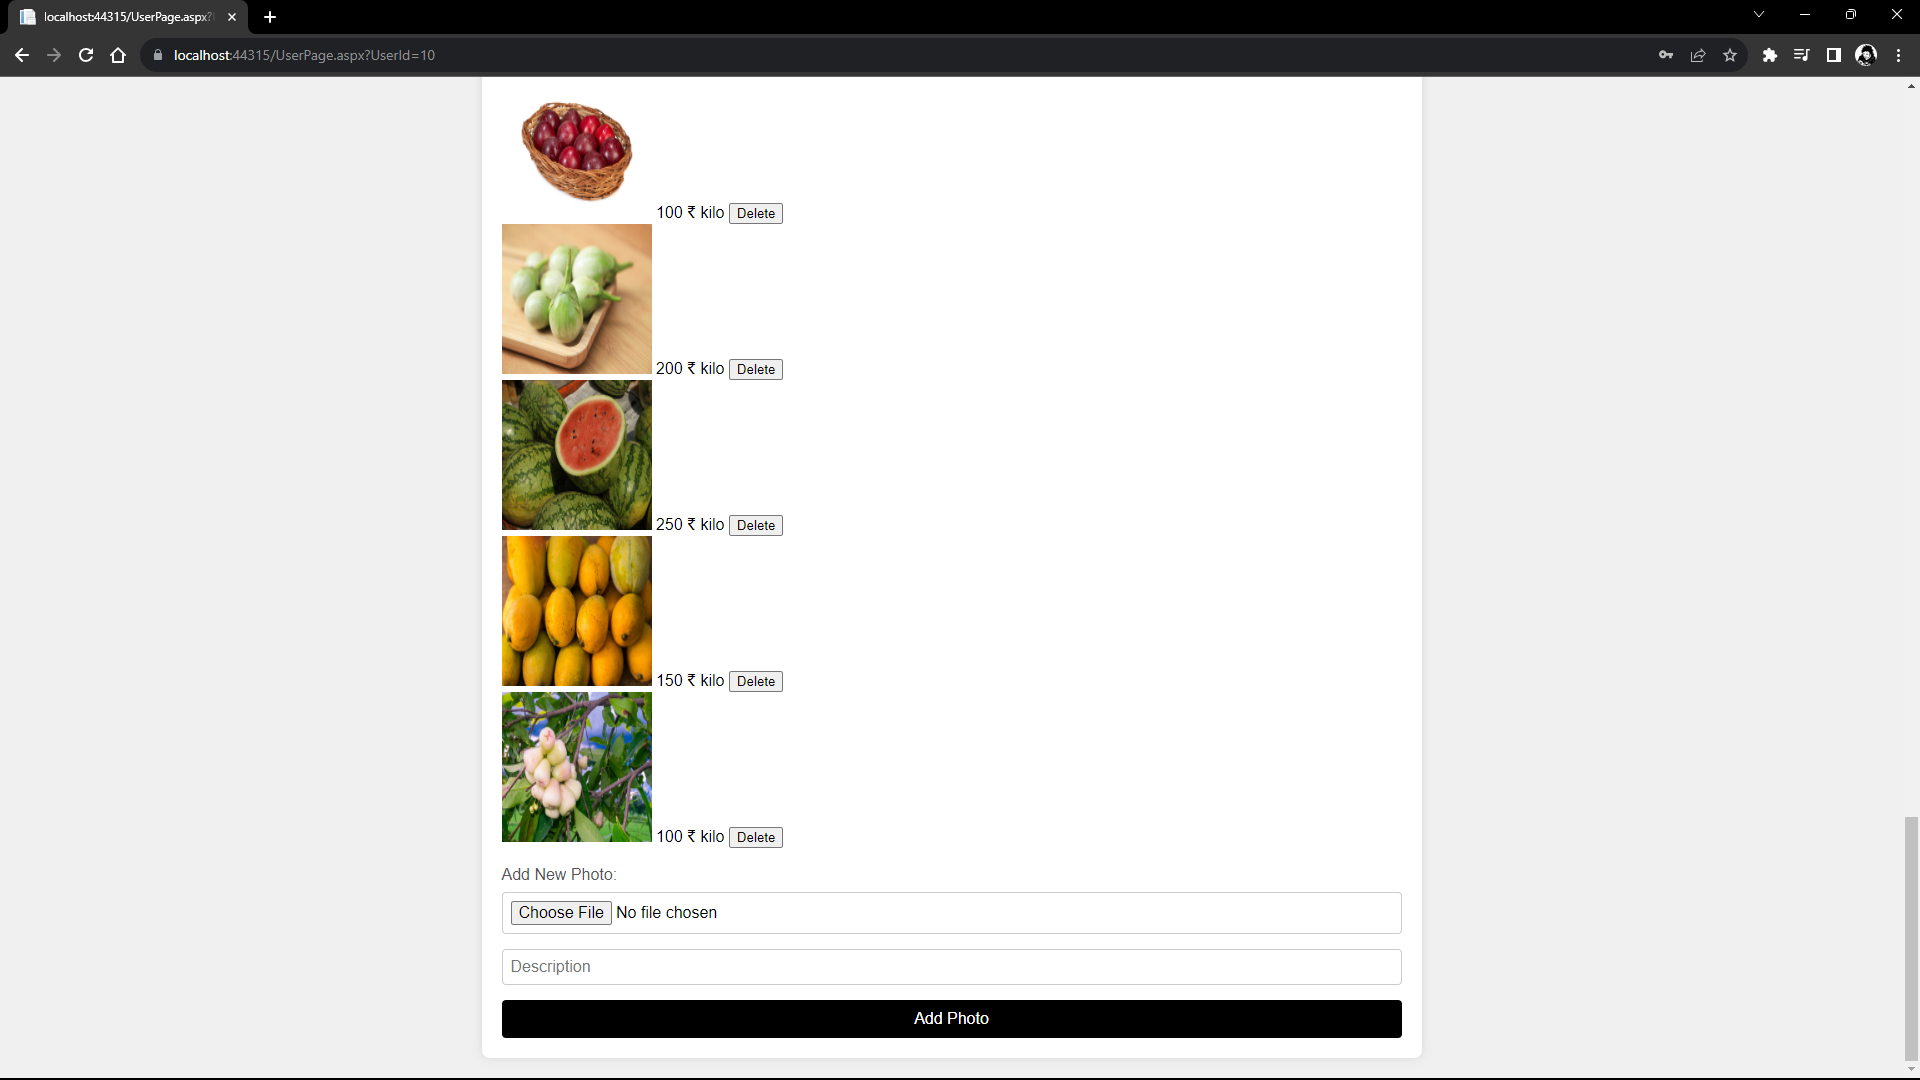 localhost:44315/UserPage.aspx?
localhost:44315/UserPage.aspx?UserId=10
100 ₹ kilo Delete
200 ₹ kilo Delete
250 ₹ kilo Delete
150 ₹ kilo Delete
100 ₹ kilo Delete
Add New Photo:
Choose File No file chosen
Description
Add Photo